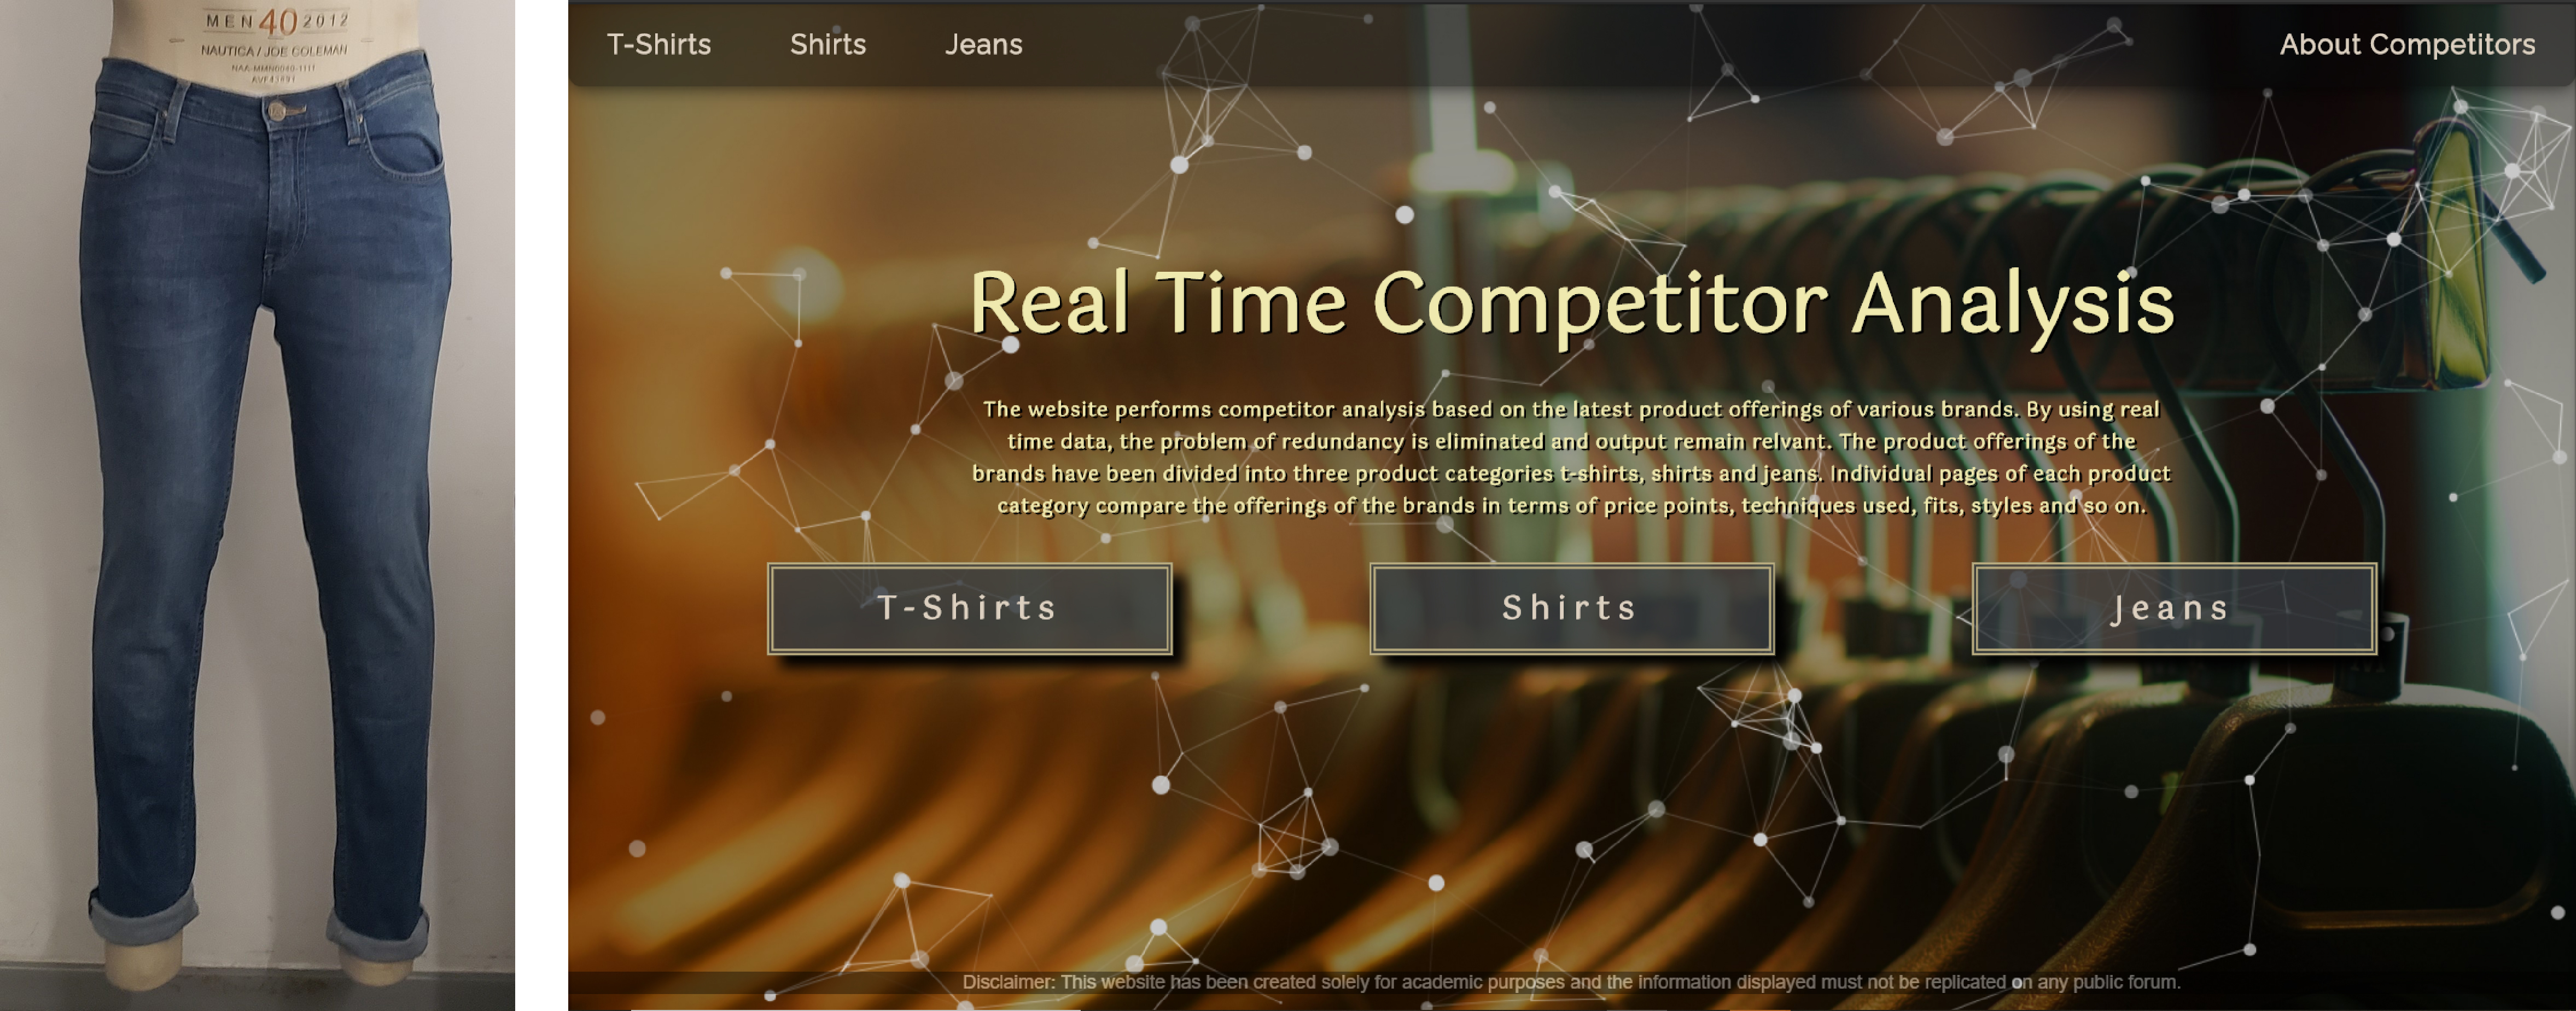 MEN 40 2012
NAUTICA / JOE COLEMAN
NAA-MMN0040-1111
T-Shirts
Shirts
Jeans
About Competitors
Real Time Competitor Analysis
The website performs competitor analysis based on the latest product offerings of various brands. By using real
time data, the problem of redundancy is eliminated and output remain relvant. The product offerings of the
brands have been divided into three product categories t-shirts, shirts and jeans. Individual pages of each product
category compare the offerings of the brands in terms of price points, techniques used, fits, styles and so on.
T-Shirts
Shirts
Jeans
Disclaimer: This website has been created solely for academic purposes and the information displayed must not be replicated on any public forum.